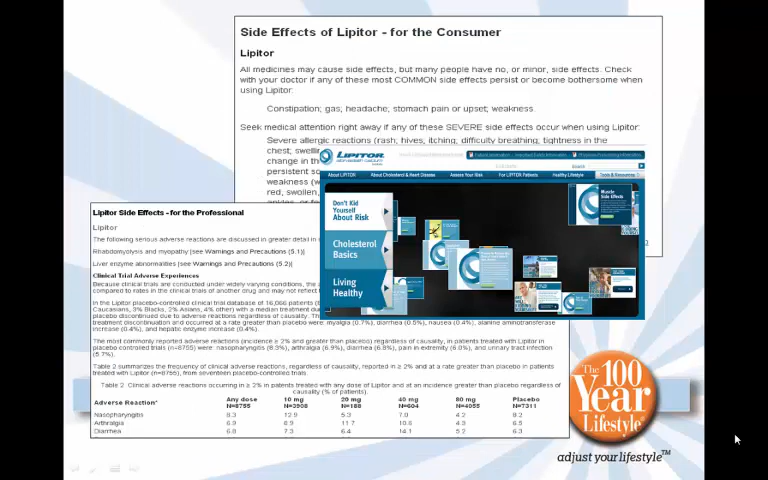 Side Effects of Lipitor - for the Consumer
Lipitor
All medicines may cause side effects, but many people have no, or minor, side effects. Check
with your doctor if any of these most COMMON side effects persist or become bothersome when
using Lipitor:
Constipation; gas; headache; stomach pain or upset; weakness.
Seek medical attention right away if any of these SEVERE side effects occur when using Lipitor:
Severe allergic reactions (rash; hives; itching; difficulty breathing; tightness in the
chest;
change in
persistent
weakness
red, swollen,
LIPITOR
About LIPITOR
About Cholesterol & Heart Disease
Assess Your Risk
For LIPITOR Patients
Healthy Lifestyle
Tools & Resources
Don't Kid
Yourself
About Risk
Cholesterol
Basics
Living
Healthy
Muscle
Side Effects
Lipitor Side Effects - for the Professional
Lipitor
The following serious adverse reactions are discussed in greater detail in
Rhabdomyolysis and myopathy [see Warnings and Precautions (5.1)]
Liver enzyme abnormalities [see Warnings and Precautions (5.2)]
Clinical Trial Adverse Experiences
Because clinical trials are conducted under widely varying conditions, the
compared to rates in the clinical trials of another drug and may not reflect
In the Lipitor placebo-controlled clinical trial database of 16,066 patients
Caucasians, 3% Blacks, 2% Asians, 4% other) with a median treatment
placebo discontinued due to adverse reactions regardless of causality.
treatment discontinuation and occurred at a rate greater than placebo were: myalgia (0.7%), diarrhea (0.5%), nausea (0.4%), alanine aminotransferase
increase (0.4%), and hepatic enzyme increase (0.4%).
The most commonly reported adverse reactions (incidence ≥ 2% and greater than placebo) regardless of causality, in patients treated with Lipitor in
placebo controlled trials (n=8755) were: nasopharyngitis (8.3%), arthralgia (6.9%), diarrhea (6.8%), pain in extremity (6.0%), and urinary tract infection
(5.7%).
Table 2 summarizes the frequency of clinical adverse reactions, regardless of causality, reported in ≥ 2% and at a rate greater than placebo in patients
treated with Lipitor (n=8755), from seventeen placebo-controlled trials.
Table 2. Clinical adverse reactions occurring in ≥ 2% in patients treated with any dose of Lipitor and at an incidence greater than placebo regardless of
causality (% of patients).
Adverse Reaction* Any dose 10 mg 20 mg 40 mg 80 mg Placebo
N=8755 N=3908 N=188 N=604 N=4055 N=7311
Nasopharyngitis 8.3 12.9 5.3 7.0 4.2 8.2
Arthralgia 6.9 8.9 11.7 10.6 4.3 6.5
Diarrhea 6.8 7.3 6.4 14.1 5.2 6.3
The 100
Year
Lifestyle
adjust your lifestyle™